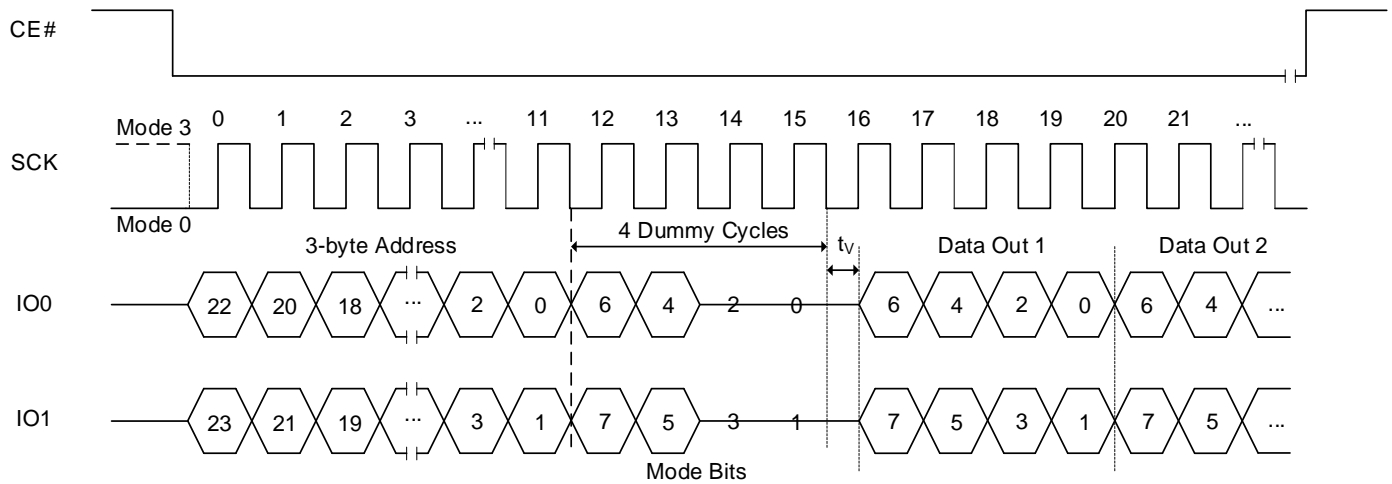 CE#
0 1 2 3 ... 11 12 13 14 15 16 17 18 19 20 21 ...
Mode 3
SCK
Mode 0
3-byte Address 4 Dummy Cycles tV Data Out 1 Data Out 2
IO0 22 20 18 ... 2 0 6 4 2 0 6 4 2 0 6 4 ...
IO1 23 21 19 ... 3 1 7 5 3 1 7 5 3 1 7 5 ...
Mode Bits